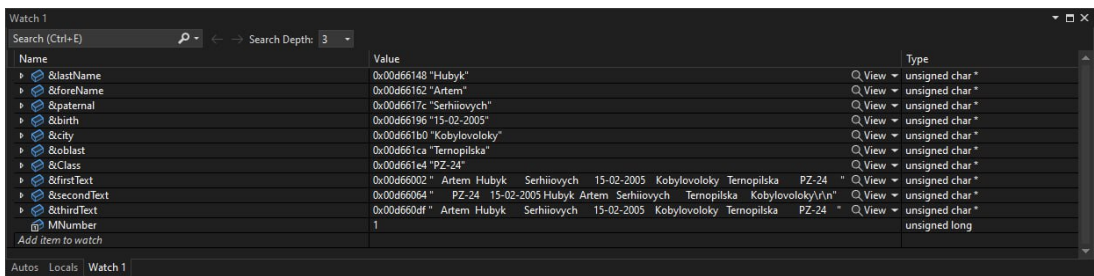 Watch 1
Search (Ctrl+E) Search Depth: 3
Name Value Type
&lastName 0x00d66148 "Hubyk" View unsigned char *
&foreName 0x00d66162 "Artem" View unsigned char *
&paternal 0x00d6617c "Serhiiovych" View unsigned char *
&birth 0x00d66196 "15-02-2005" View unsigned char *
&city 0x00d661b0 "Kobylovoloky" View unsigned char *
&oblast 0x00d661ca "Ternopilska" View unsigned char *
&Class 0x00d661e4 "PZ-24" View unsigned char *
&firstText 0x00d66002 " Artem Hubyk Serhiiovych 15-02-2005 Kobylovoloky Ternopilska PZ-24 " View unsigned char *
&secondText 0x00d66064 " PZ-24 15-02-2005 Hubyk Artem Serhiiovych Ternopilska Kobylovoloky\r\n" View unsigned char *
&thirdText 0x00d660df " Artem Hubyk Serhiiovych 15-02-2005 Kobylovoloky Ternopilska PZ-24 " View unsigned char *
MNumber 1 unsigned long
Add item to watch
Autos Locals Watch 1